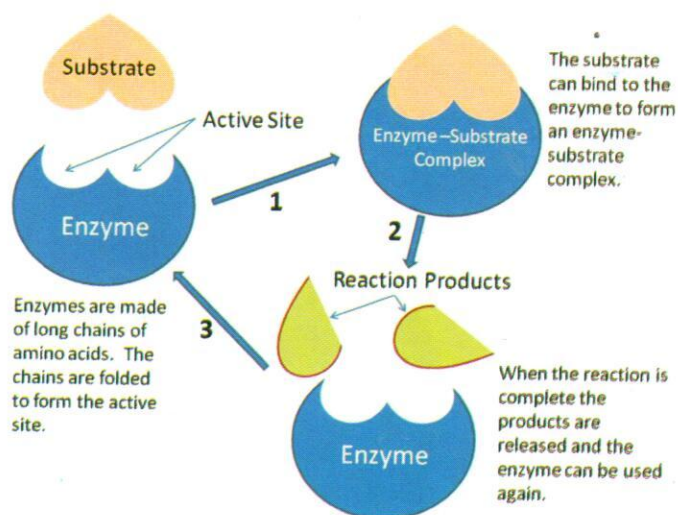 Substrate
Active Site
Enzyme
1
Enzyme–Substrate
Complex
The substrate
can bind to the
enzyme to form
an enzyme-
substrate
complex.
2
Reaction Products
3
Enzymes are made
of long chains of
amino acids. The
chains are folded
to form the active
site.
Enzyme
When the reaction is
complete the
products are
released and the
enzyme can be used
again.